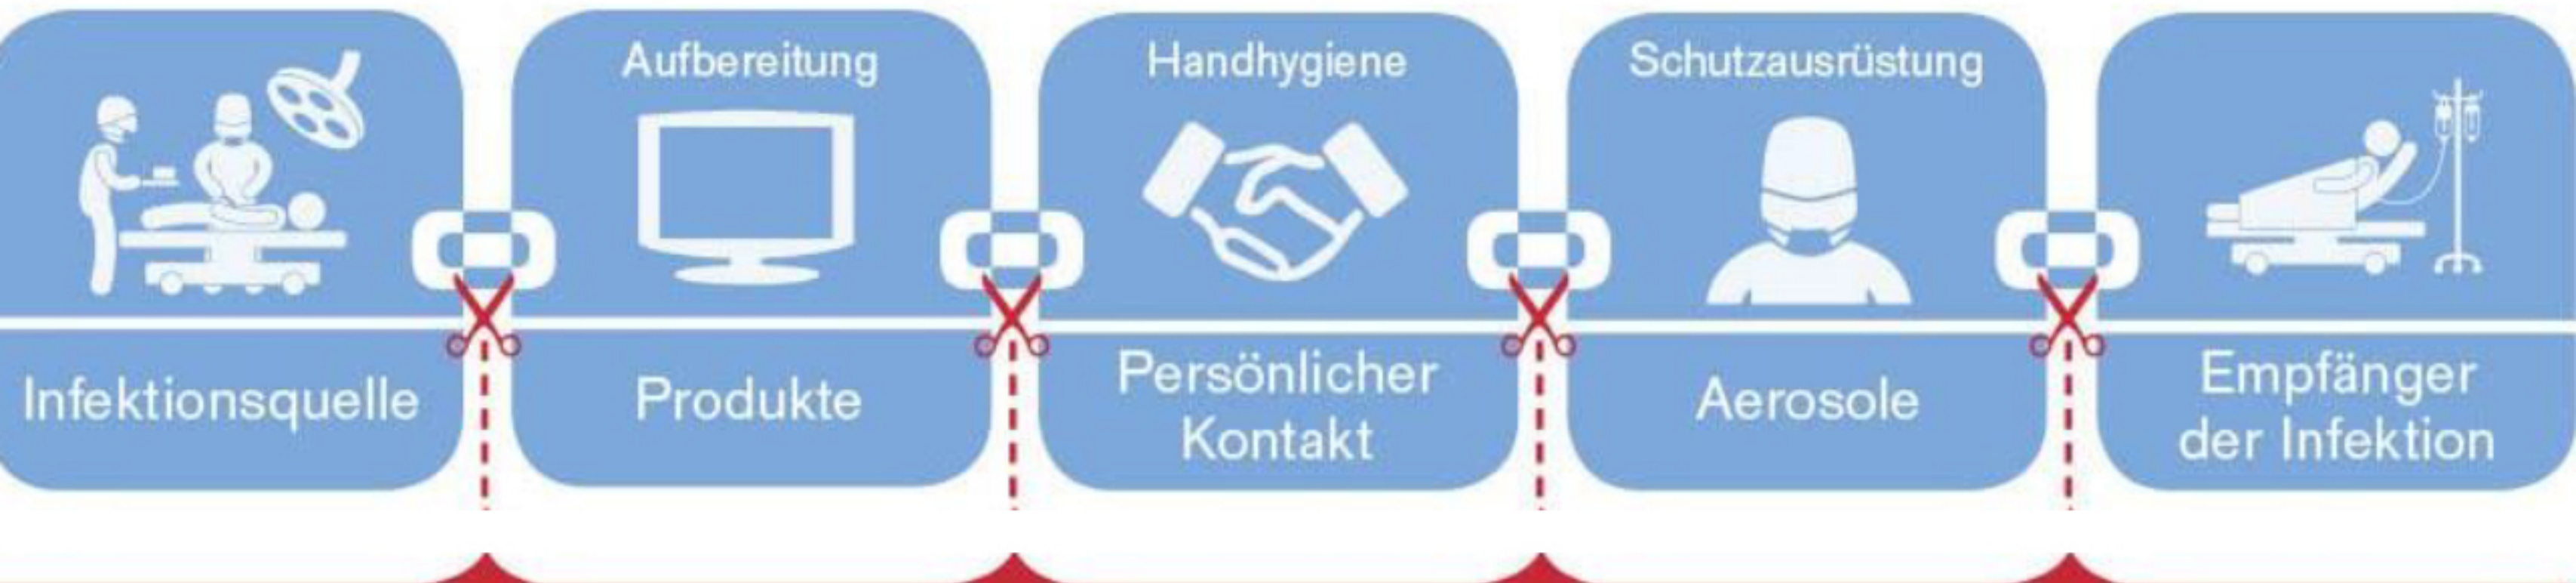 Aufbereitung
Handhygiene
Schutzausrüstung
Infektionsquelle
Produkte
Persönlicher
Kontakt
Aerosole
Empfänger
der Infektion